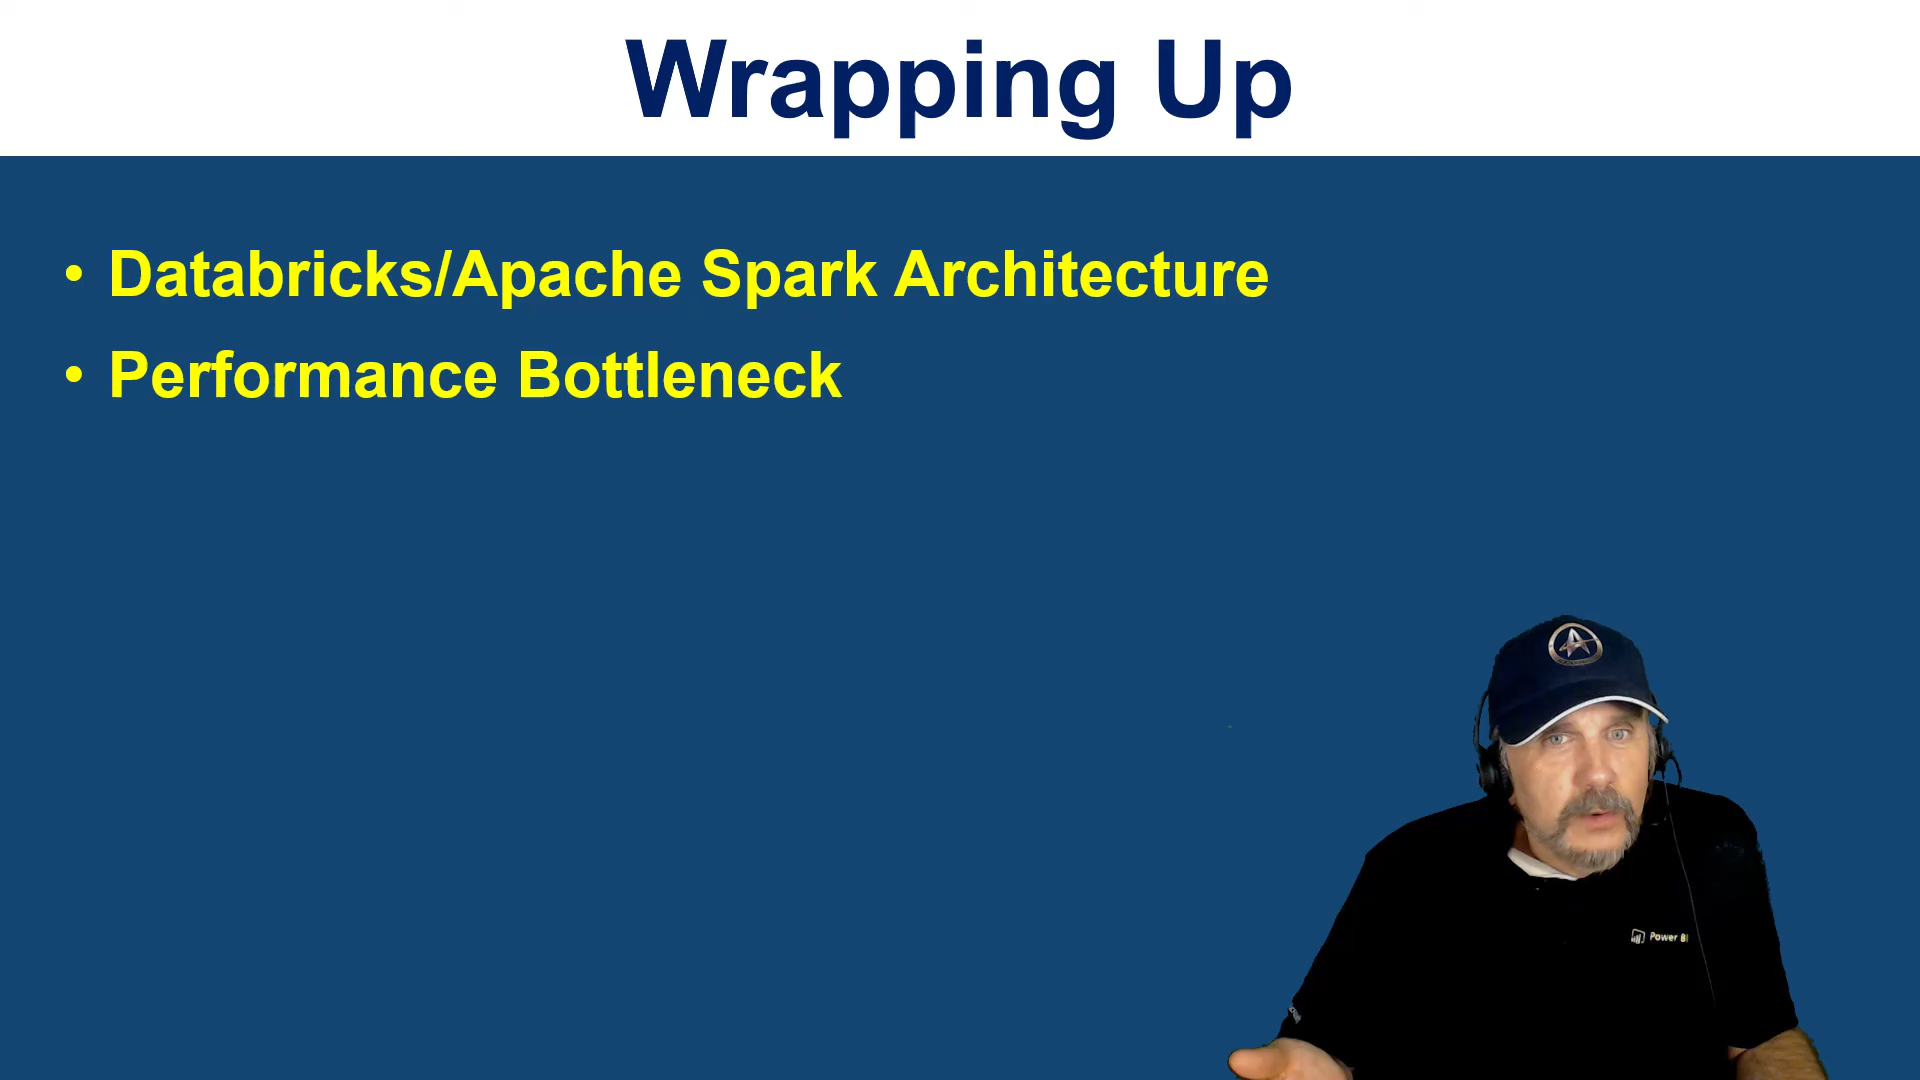 Wrapping Up
• Databricks/Apache Spark Architecture
• Performance Bottleneck
Power BI